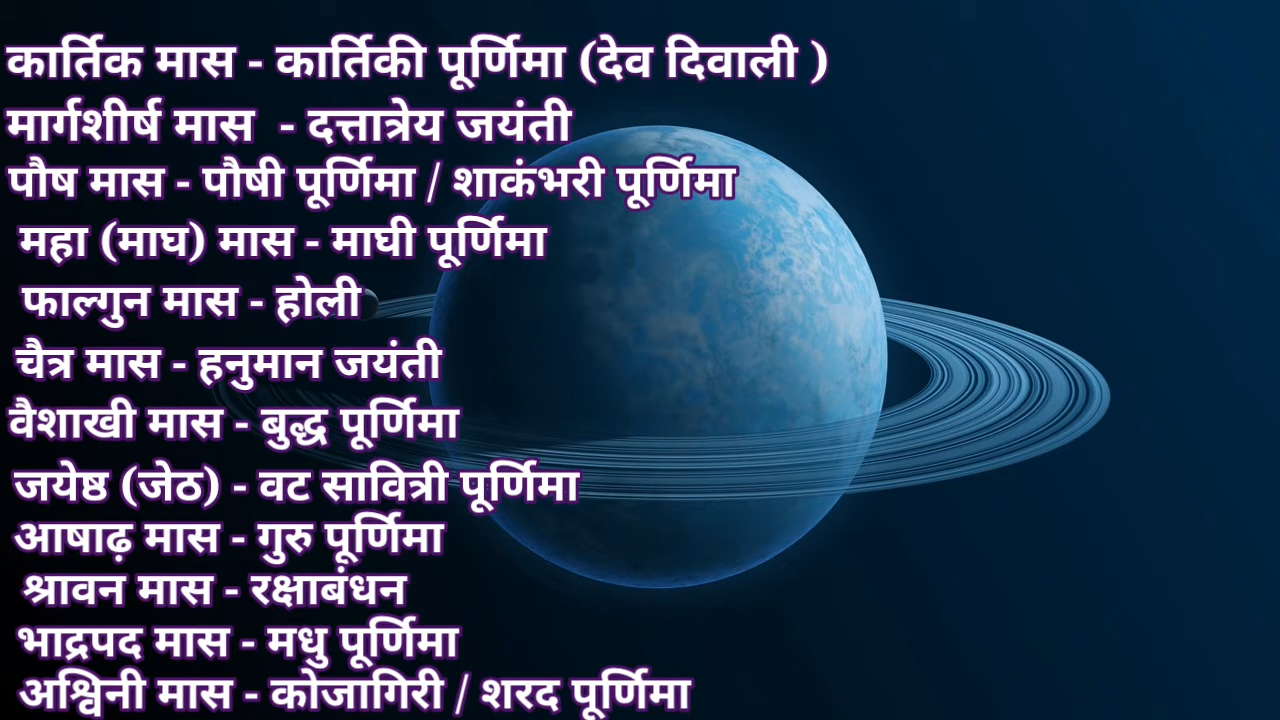 कार्तिक मास - कार्तिकी पूर्णिमा (देव दिवाली )
मार्गशीर्ष मास - दत्तात्रेय जयंती
पौष मास - पौषी पूर्णिमा / शाकंभरी पूर्णिमा
महा (माघ) मास - माघी पूर्णिमा
फाल्गुन मास - होली
चैत्र मास - हनुमान जयंती
वैशाखी मास - बुद्ध पूर्णिमा
जयेष्ठ (जेठ) - वट सावित्री पूर्णिमा
आषाढ़ मास - गुरु पूर्णिमा
श्रावन मास - रक्षाबंधन
भाद्रपद मास - मधु पूर्णिमा
अश्विनी मास - कोजागिरी / शरद पूर्णिमा